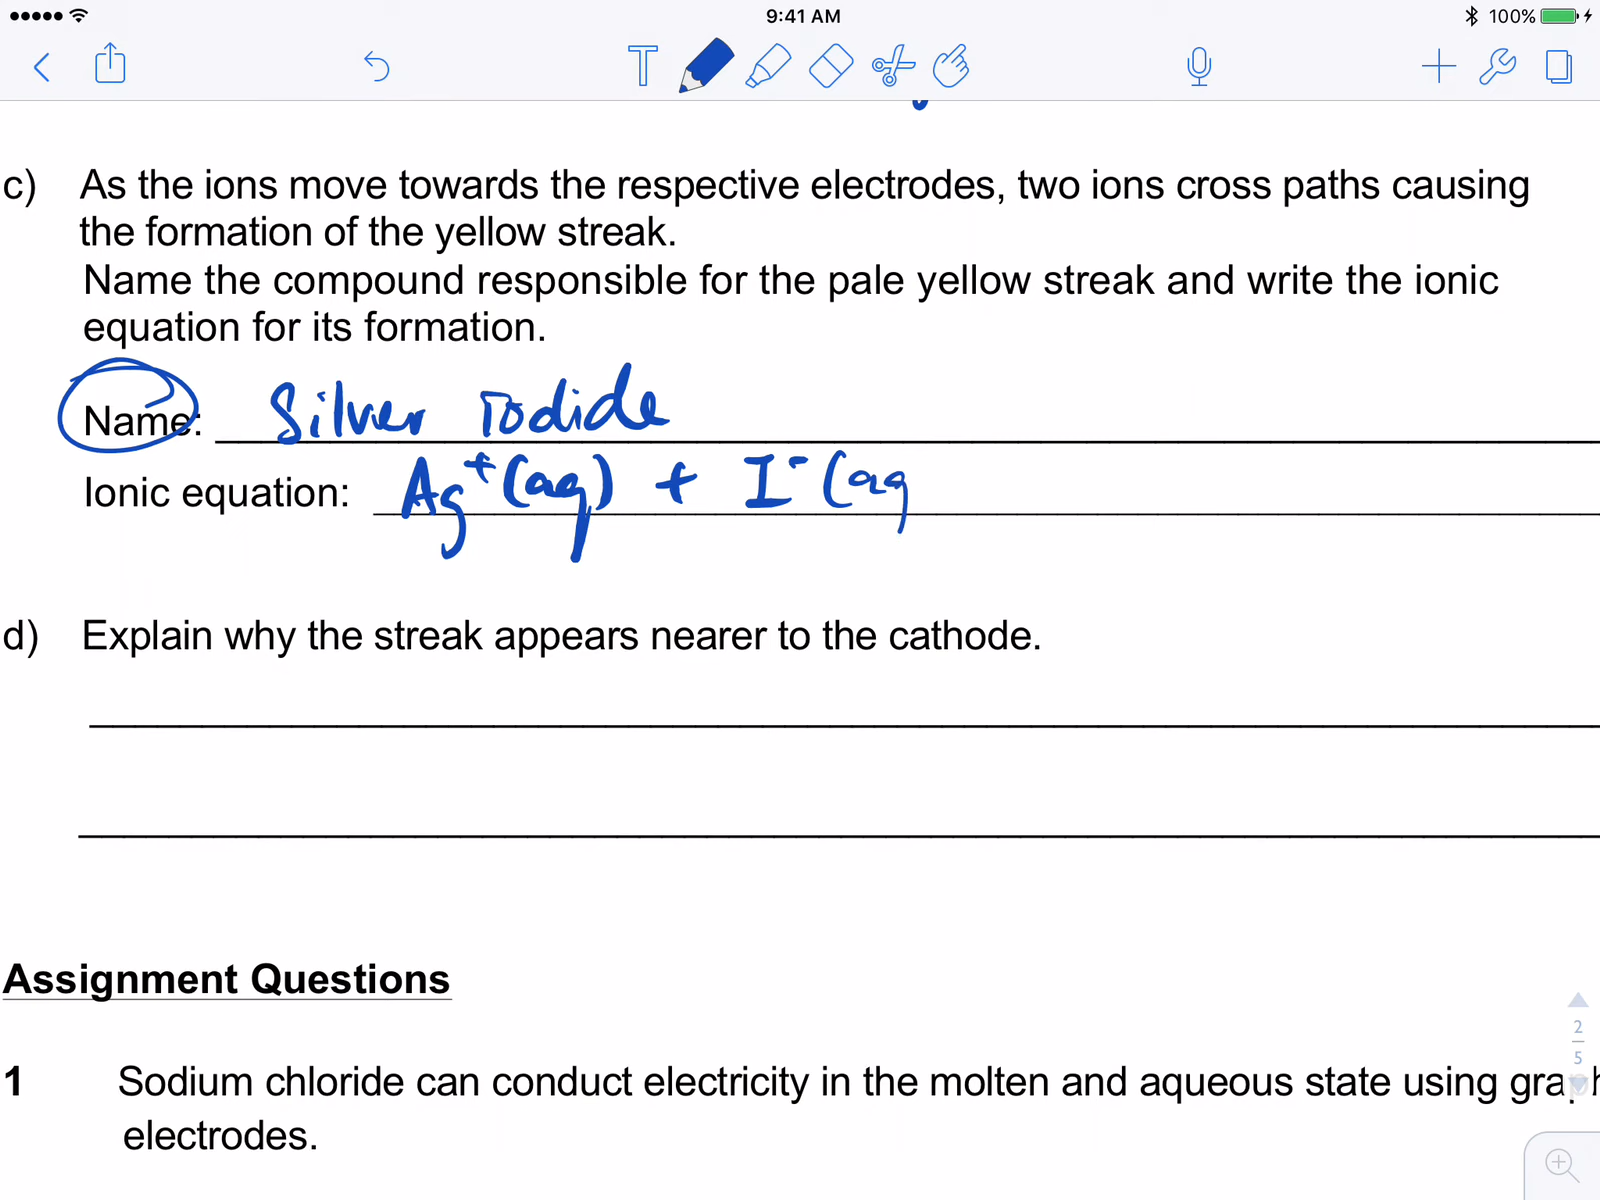 9:41 AM
100%
T
c) As the ions move towards the respective electrodes, two ions cross paths causing
the formation of the yellow streak.
Name the compound responsible for the pale yellow streak and write the ionic
equation for its formation.
Name: Silver Iodide
Ionic equation: Ag⁺(aq) + I⁻(aq
d) Explain why the streak appears nearer to the cathode.
Assignment Questions
2
5
1 Sodium chloride can conduct electricity in the molten and aqueous state using graph
electrodes.